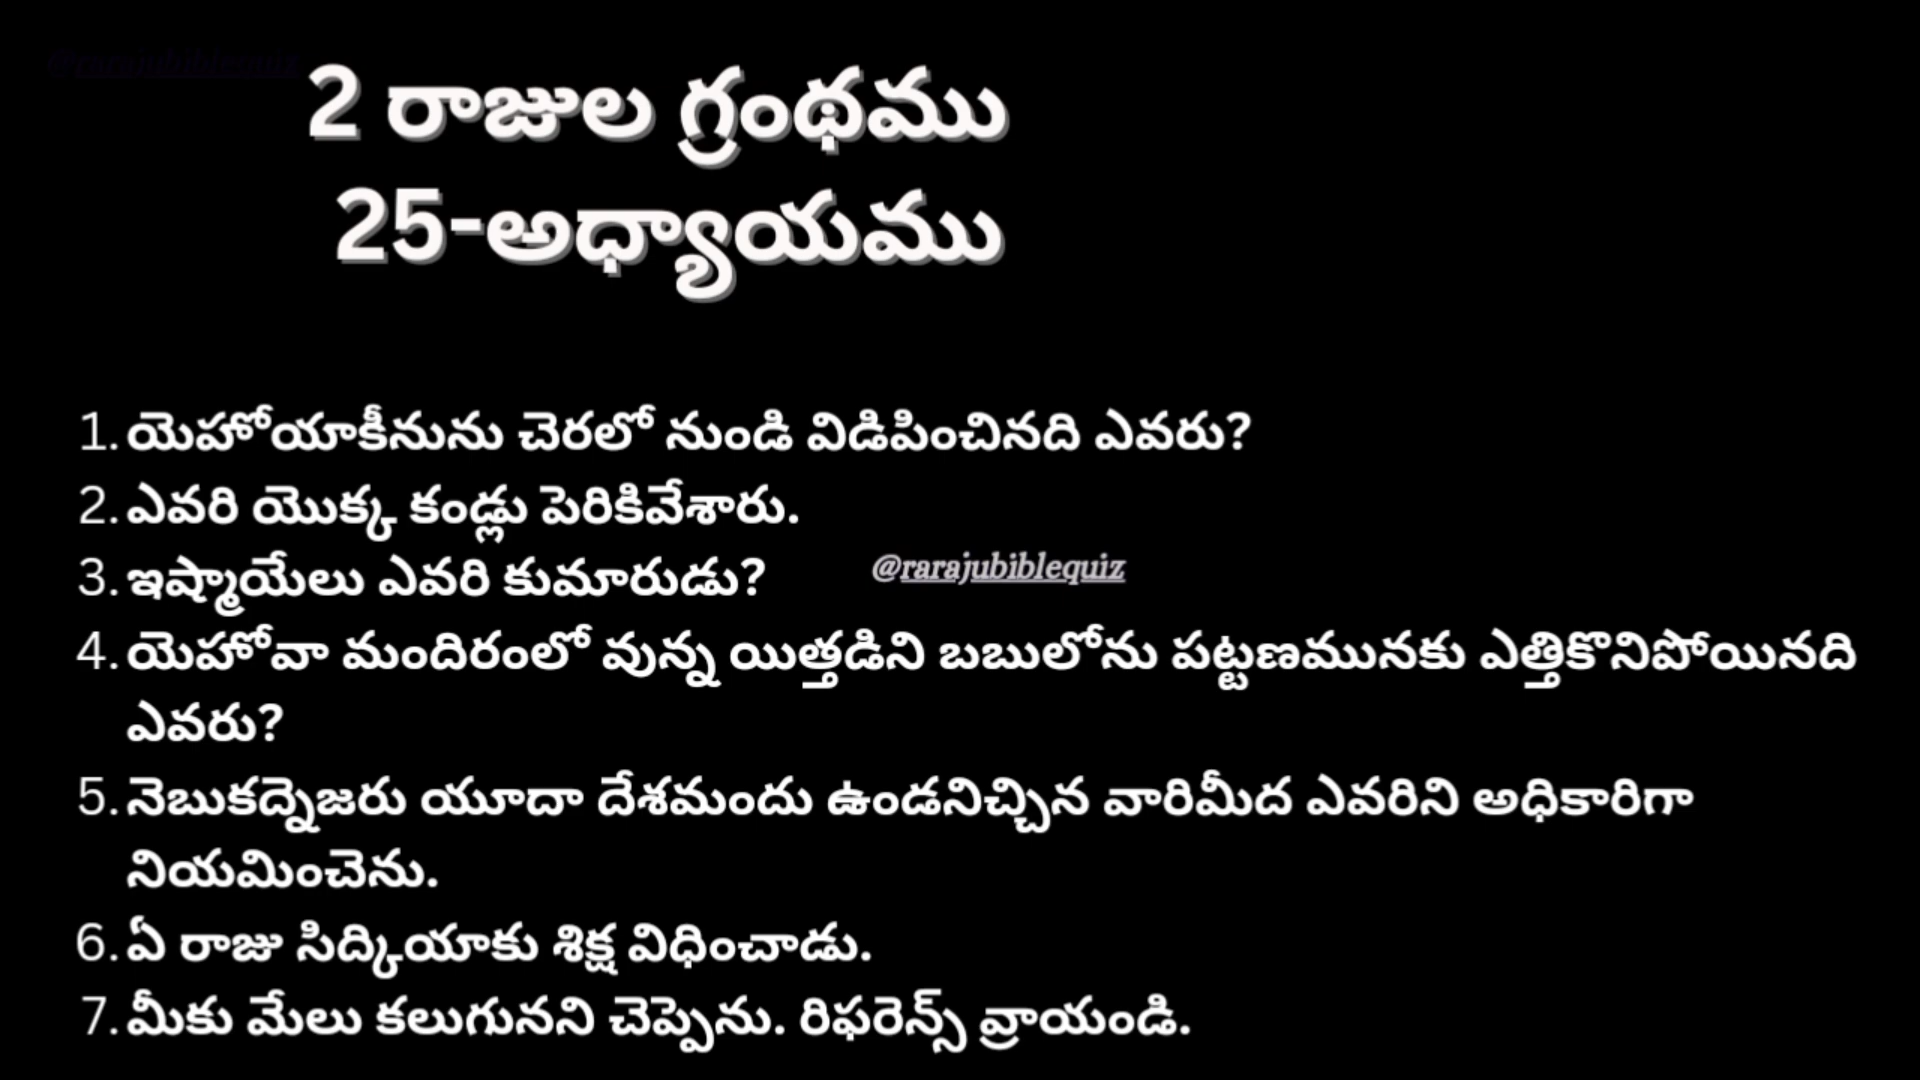 @rarajubiblequiz
2 రాజుల గ్రంథము
25-అధ్యాయము
1. యెహోయాకీనును చెరలో నుండి విడిపించినది ఎవరు?
2. ఎవరి యొక్క కండ్లు పెరికివేశారు.
3. ఇష్మాయేలు ఎవరి కుమారుడు?
@rarajubiblequiz
4. యెహోవా మందిరంలో వున్న యిత్తడిని బబులోను పట్టణమునకు ఎత్తికొనిపోయినది
ఎవరు?
5. నెబుకద్నెజరు యూదా దేశమందు ఉండనిచ్చిన వారిమీద ఎవరిని అధికారిగా
నియమించెను.
6. ఏ రాజు సిద్కియాకు శిక్ష విధించాడు.
7. మీకు మేలు కలుగునని చెప్పెను. రిఫరెన్స్ వ్రాయండి.